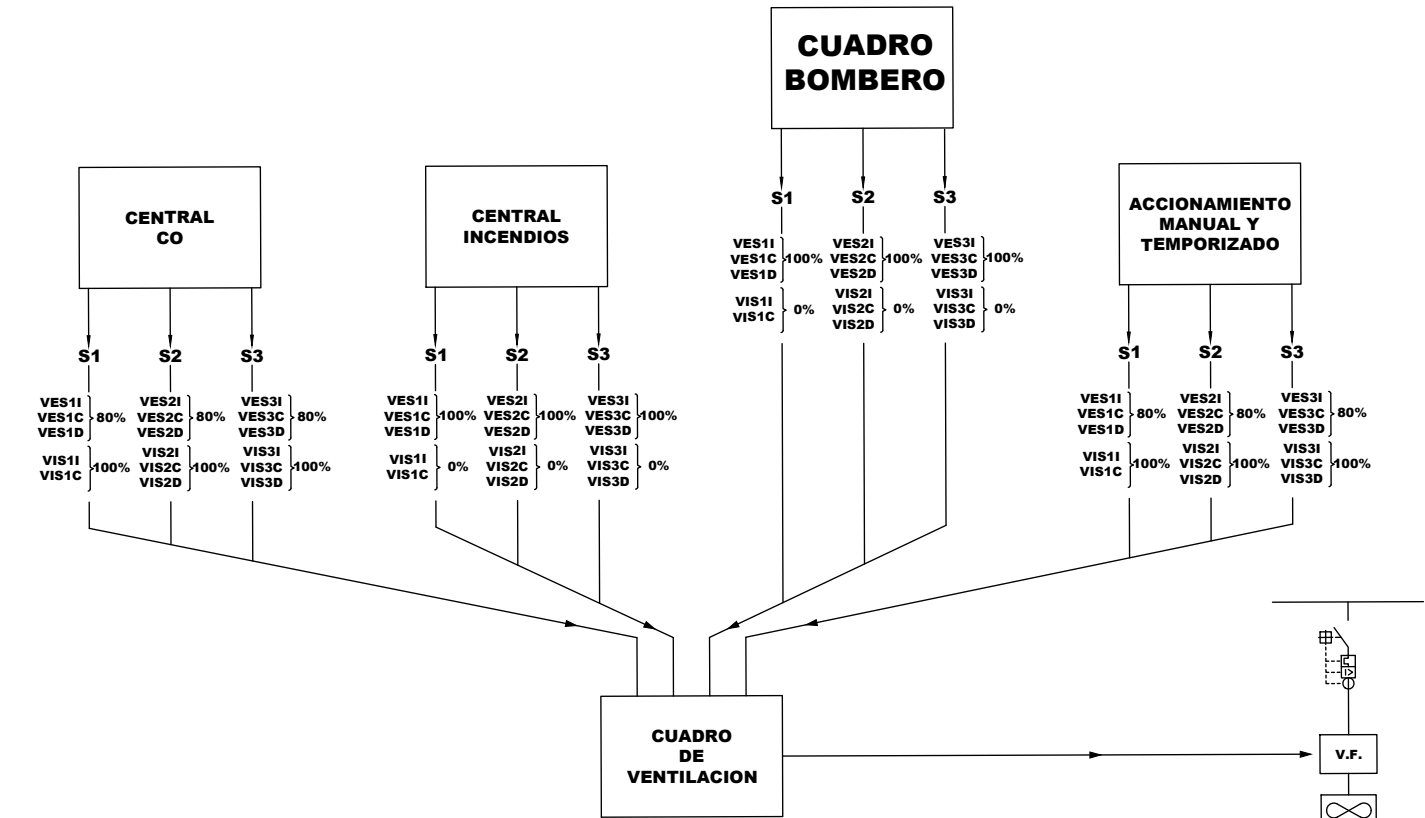 CUADRO
BOMBERO
S1
S2
S3
VES1I
VES1C
VES1D
100%
VIS1I
VIS1C
0%
VES2I
VES2C
VES2D
100%
VIS2I
VIS2C
VIS2D
0%
VES3I
VES3C
VES3D
100%
VIS3I
VIS3C
VIS3D
0%
CENTRAL
CO
S1
S2
S3
VES1I
VES1C
VES1D
80%
VIS1I
VIS1C
100%
VES2I
VES2C
VES2D
80%
VIS2I
VIS2C
VIS2D
100%
VES3I
VES3C
VES3D
80%
VIS3I
VIS3C
VIS3D
100%
CENTRAL
INCENDIOS
S1
S2
S3
VES1I
VES1C
VES1D
100%
VIS1I
VIS1C
0%
VES2I
VES2C
VES2D
100%
VIS2I
VIS2C
VIS2D
0%
VES3I
VES3C
VES3D
100%
VIS3I
VIS3C
VIS3D
0%
ACCIONAMIENTO
MANUAL Y
TEMPORIZADO
S1
S2
S3
VES1I
VES1C
VES1D
80%
VIS1I
VIS1C
100%
VES2I
VES2C
VES2D
80%
VIS2I
VIS2C
VIS2D
100%
VES3I
VES3C
VES3D
80%
VIS3I
VIS3C
VIS3D
100%
CUADRO
DE
VENTILACION
I>
V.F.